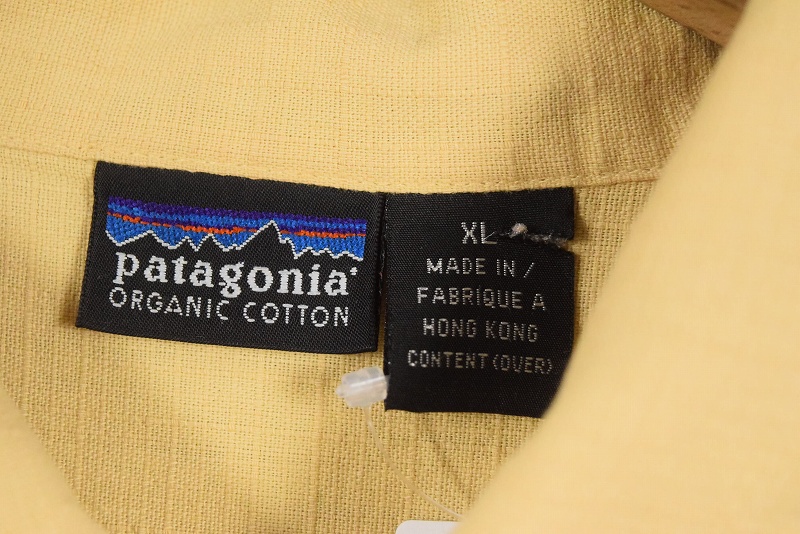 patagonia®
ORGANIC COTTON
XL
MADE IN /
FABRIQUE A
HONG KONG
CONTENT (OVER)